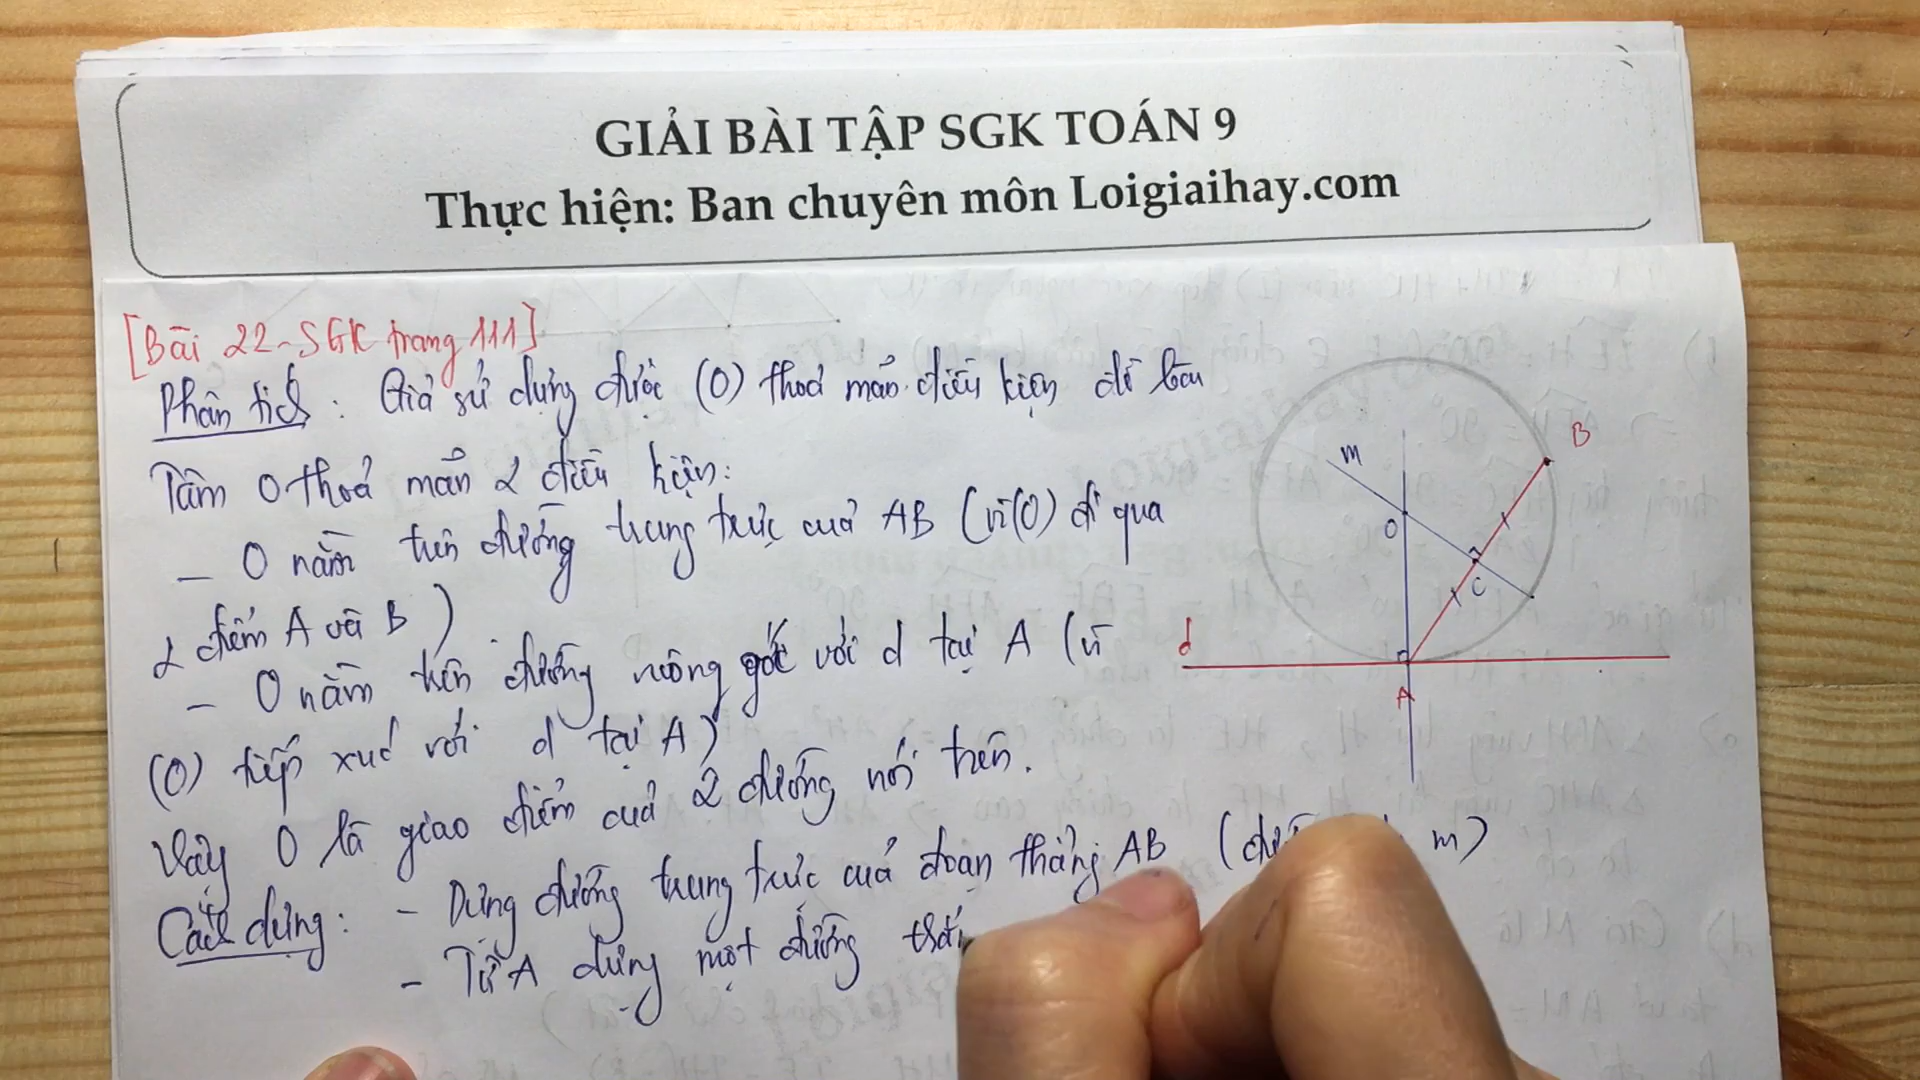 GIẢI BÀI TẬP SGK TOÁN 9
Thực hiện: Ban chuyên môn Loigiaihay.com
[Bài 22-SGK trang 111]
Phân tích: Giả sử dựng được (O) thoả mãn điều kiện đề bài
Tâm O thoả mãn 2 điều kiện:
- O nằm trên đường trung trực của AB (vì (O) đi qua
2 điểm A và B)
- O nằm trên đường vuông góc với d tại A (vì
(O) tiếp xúc với d tại A)
Vậy O là giao điểm của 2 đường nói trên.
Cách dựng: - Dựng đường trung trực của đoạn thẳng AB ( m)
- Từ A dựng một đường
B
m
O
C
d
A